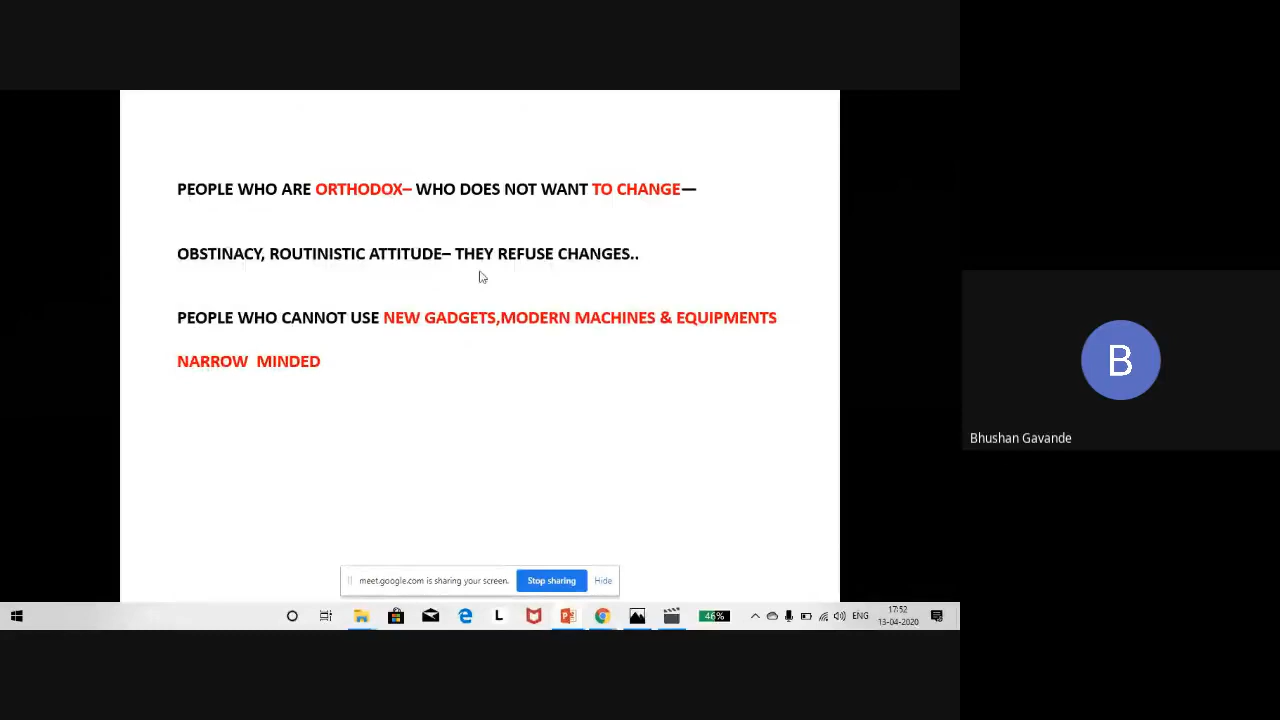 PEOPLE WHO ARE ORTHODOX– WHO DOES NOT WANT TO CHANGE—
OBSTINACY, ROUTINISTIC ATTITUDE– THEY REFUSE CHANGES..
PEOPLE WHO CANNOT USE NEW GADGETS,MODERN MACHINES & EQUIPMENTS
NARROW MINDED
B
Bhushan Gavande
meet.google.com is sharing your screen. Stop sharing Hide
L
46%
ENG
17:52
13-04-2020